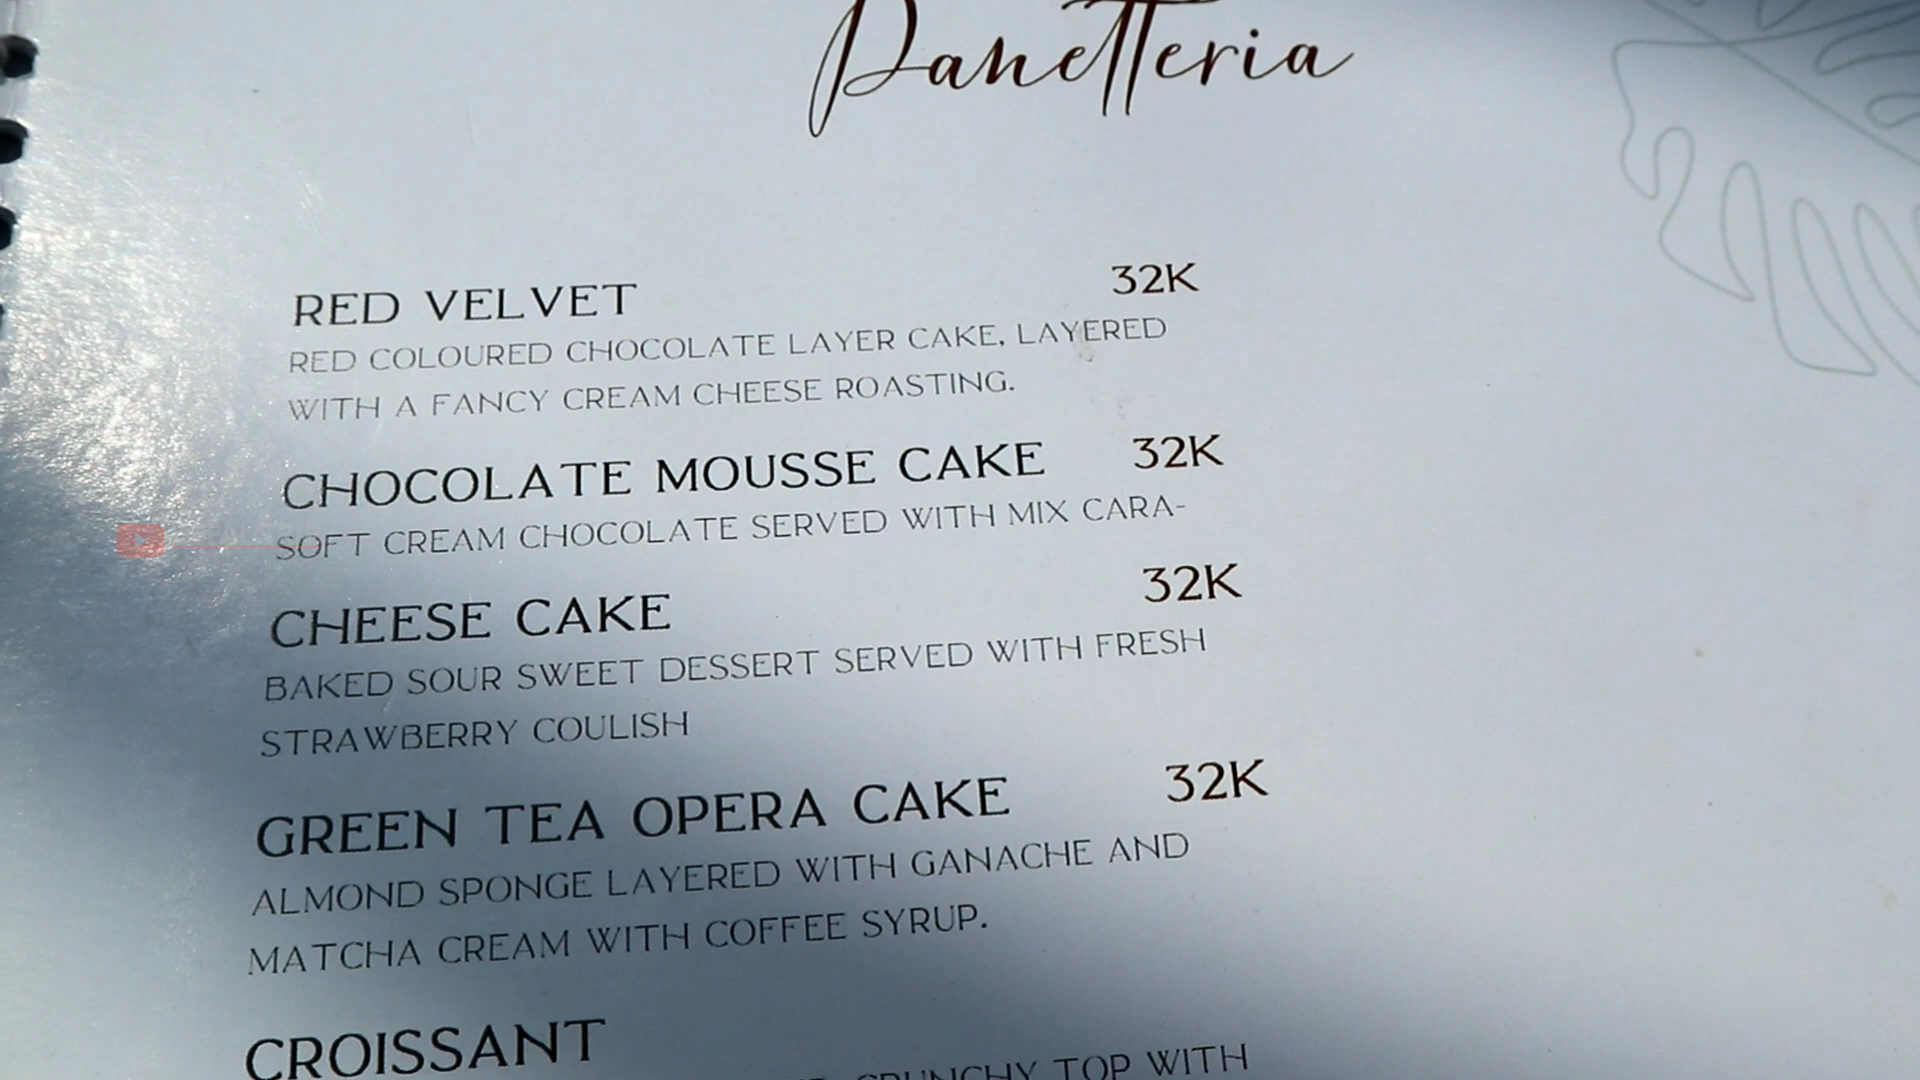 Panetteria
RED VELVET 32K
RED COLOURED CHOCOLATE LAYER CAKE, LAYERED
WITH A FANCY CREAM CHEESE ROASTING.
CHOCOLATE MOUSSE CAKE 32K
SOFT CREAM CHOCOLATE SERVED WITH MIX CARA-
CHEESE CAKE 32K
BAKED SOUR SWEET DESSERT SERVED WITH FRESH
STRAWBERRY COULISH
GREEN TEA OPERA CAKE 32K
ALMOND SPONGE LAYERED WITH GANACHE AND
MATCHA CREAM WITH COFFEE SYRUP.
CROISSANT
CRUNCHY TOP WITH